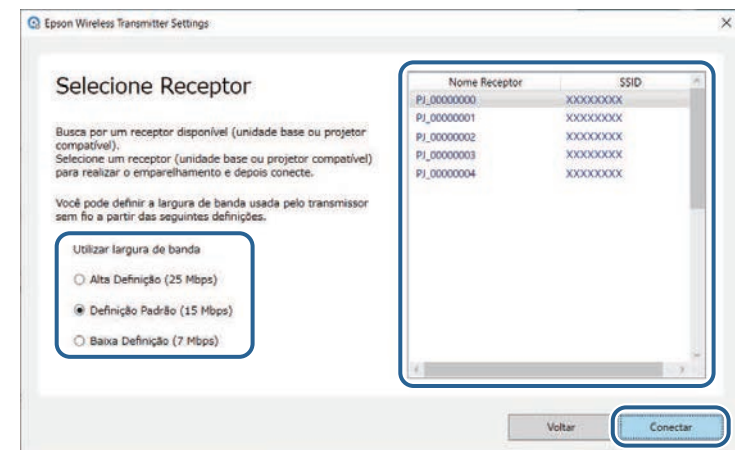 Epson Wireless Transmitter Settings
Selecione Receptor
Busca por um receptor disponível (unidade base ou projetor
compatível).
Selecione um receptor (unidade base ou projetor compatível)
para realizar o emparelhamento e depois conecte.
Você pode definir a largura de banda usada pelo transmissor
sem fio a partir das seguintes definições.
Utilizar largura de banda
Alta Definição (25 Mbps)
Definição Padrão (15 Mbps)
Baixa Definição (7 Mbps)
Nome Receptor SSID
PJ_00000000 XXXXXXXX
PJ_00000001 XXXXXXXX
PJ_00000002 XXXXXXXX
PJ_00000003 XXXXXXXX
PJ_00000004 XXXXXXXX
Voltar Conectar